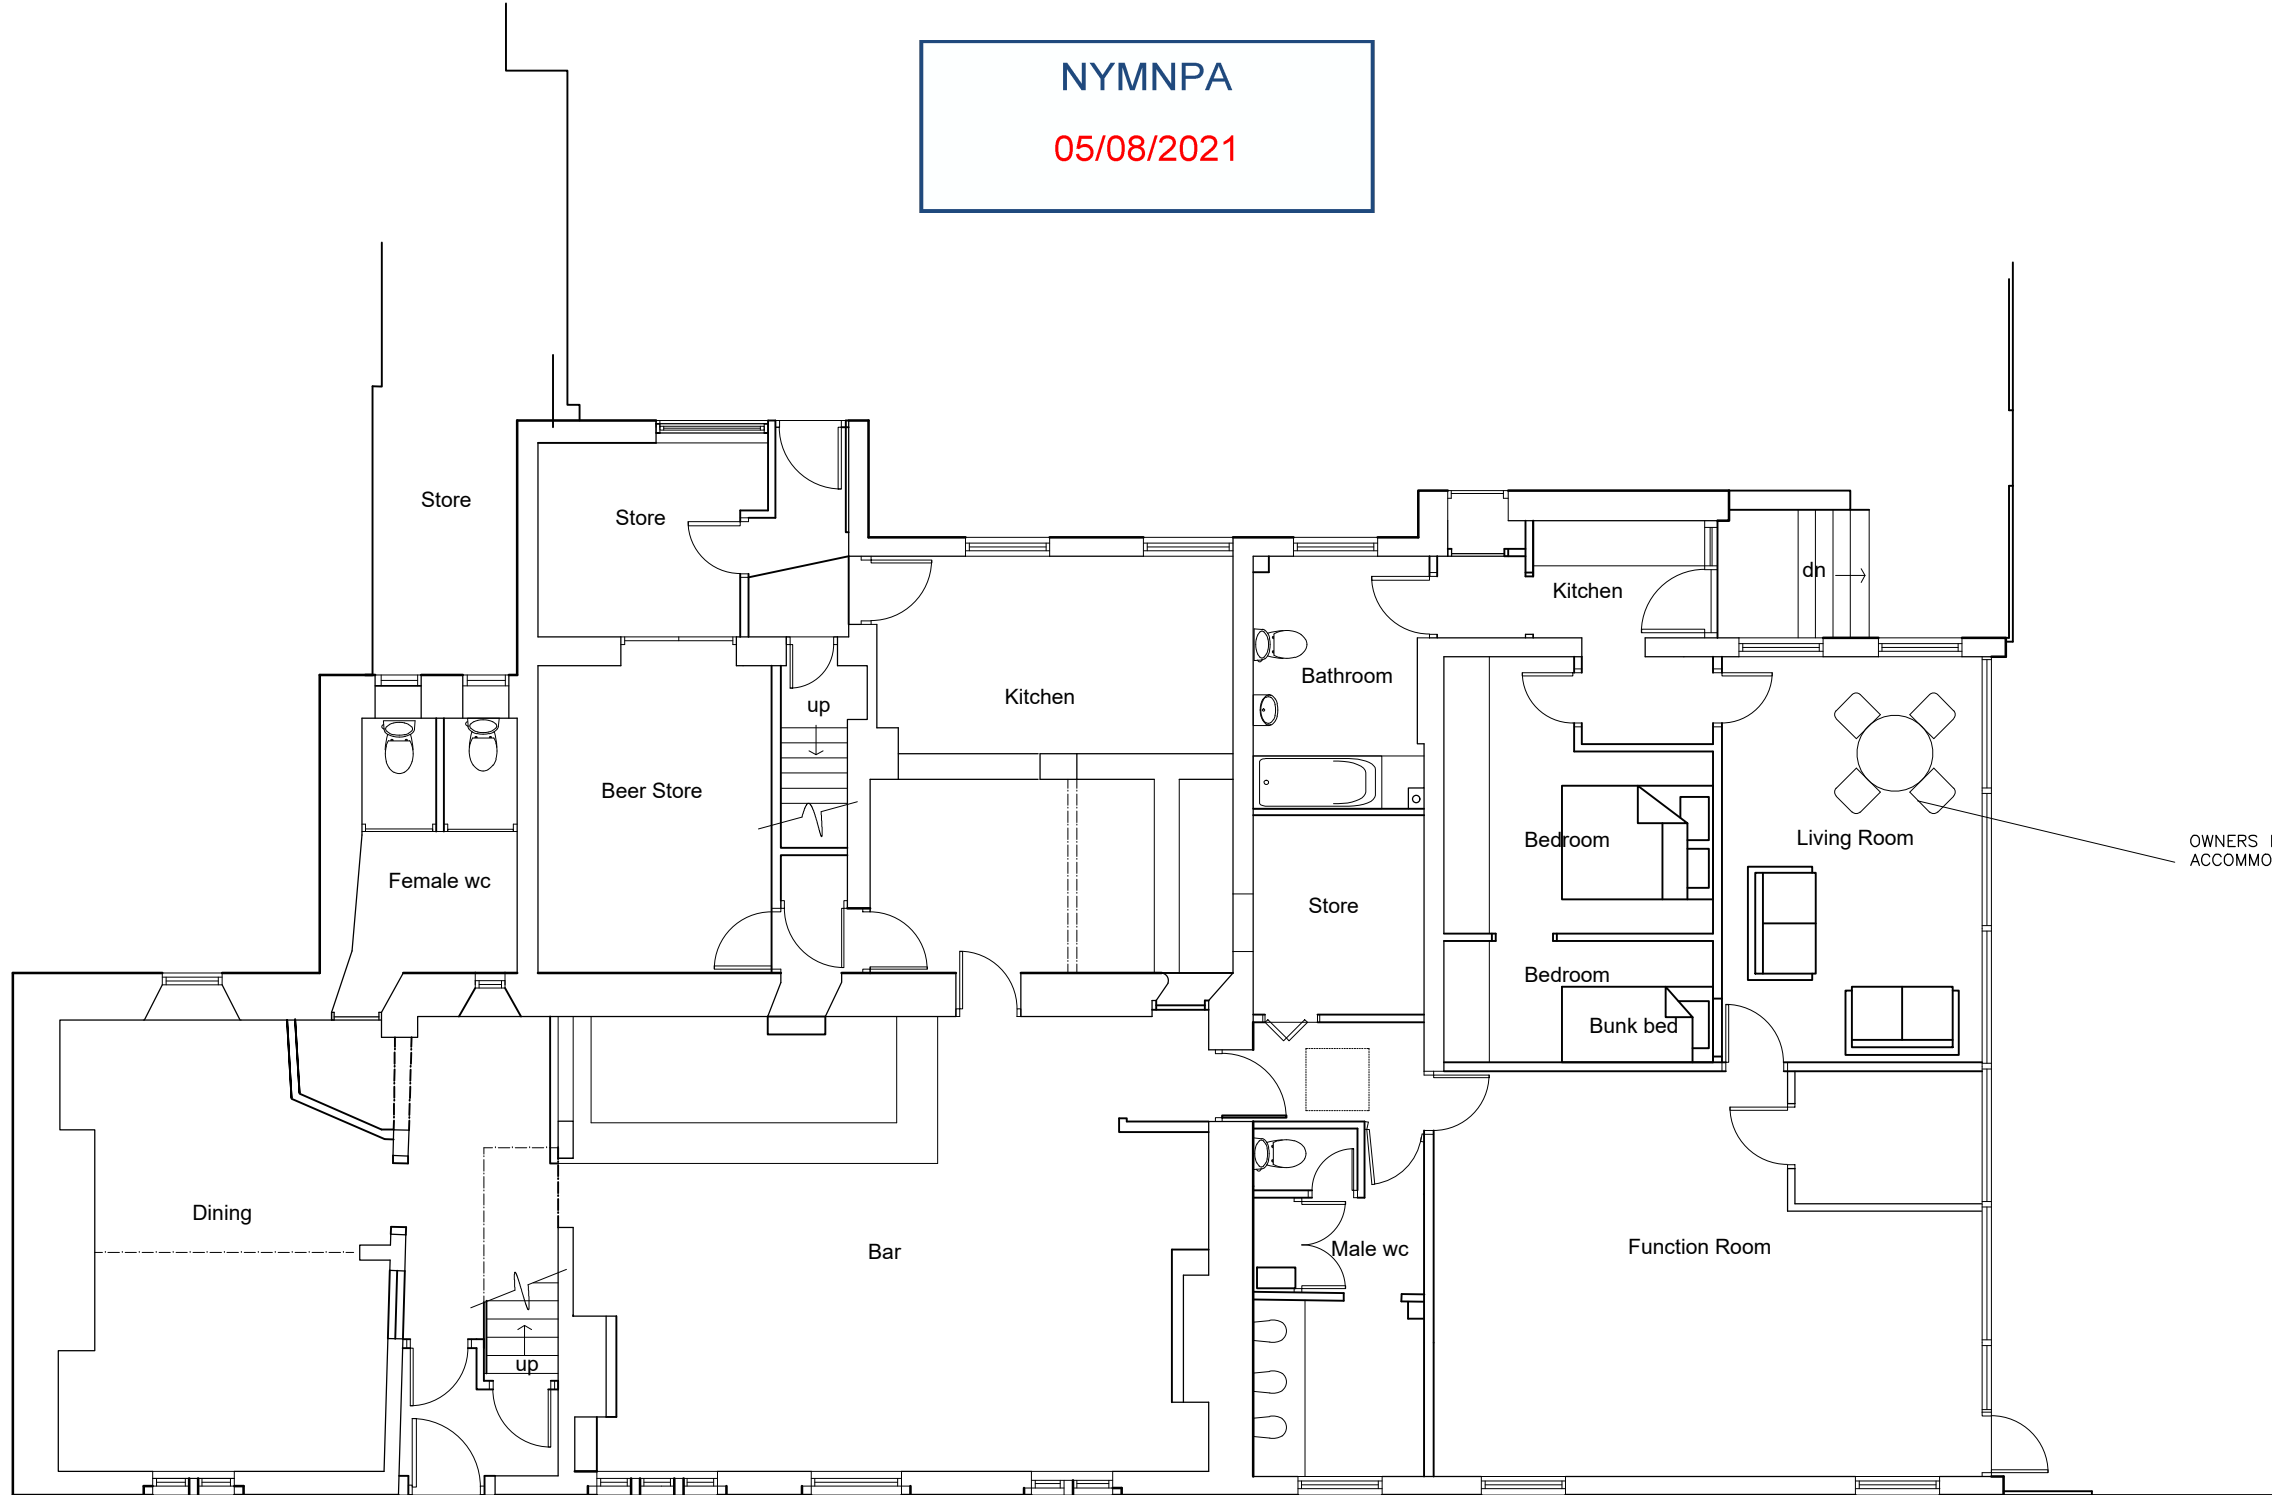 NYMNPA
05/08/2021
Store
Store
dn
Kitchen
Bathroom
Kitchen
up
Beer Store
Bedroom
Living Room
OWNERS
ACCOMMO
Female wc
Store
Bedroom
Bunk bed
Dining
Bar
Male wc
Function Room
up